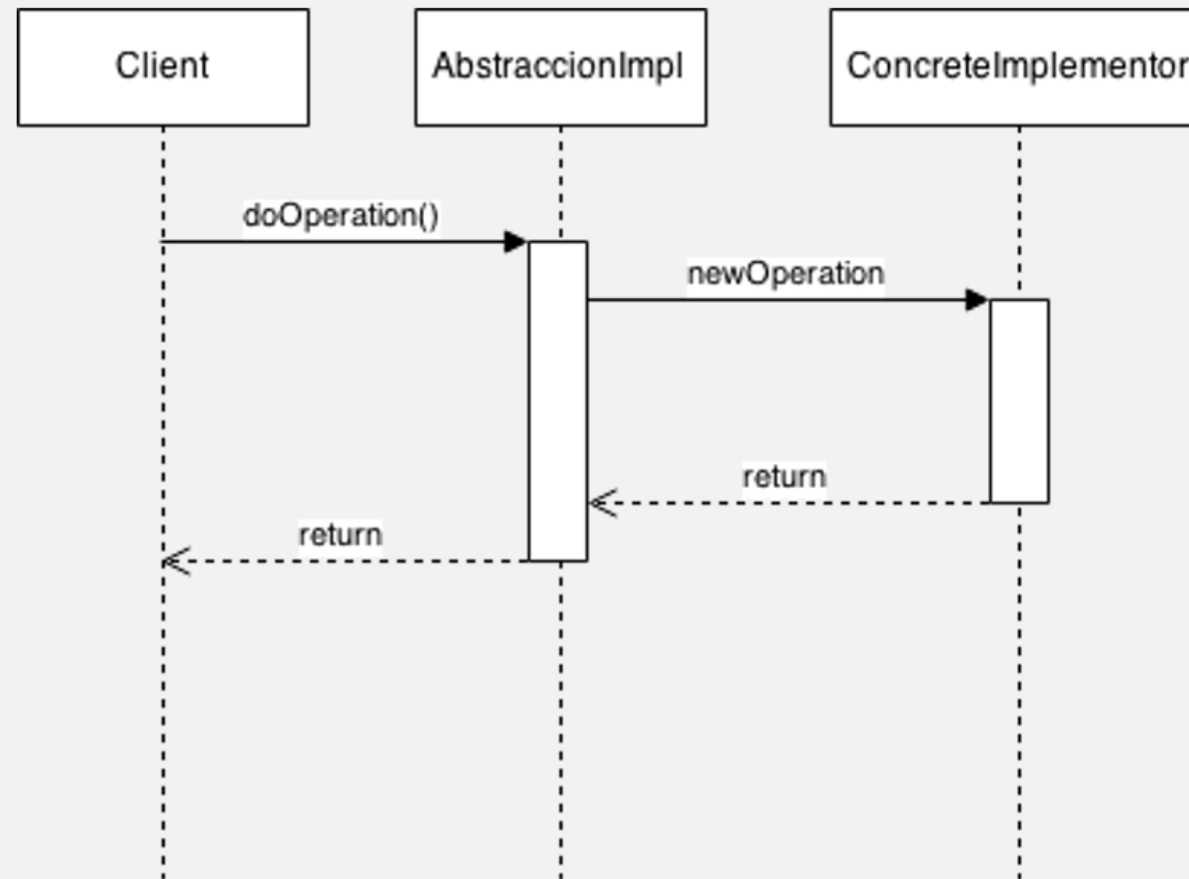 Client
AbstraccionImpl
ConcreteImplementor
doOperation()
newOperation
return
return